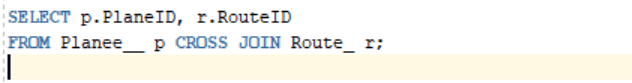 SELECT p.PlaneID, r.RouteID
FROM Planee__ p CROSS JOIN Route_ r;